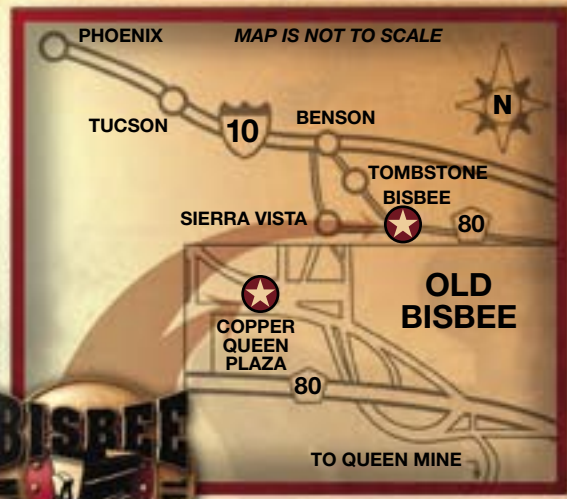 PHOENIX
MAP IS NOT TO SCALE
N
TUCSON
10
BENSON
TOMBSTONE
BISBEE
SIERRA VISTA
80
OLD
BISBEE
COPPER
QUEEN
PLAZA
80
BISBEE
TO QUEEN MINE